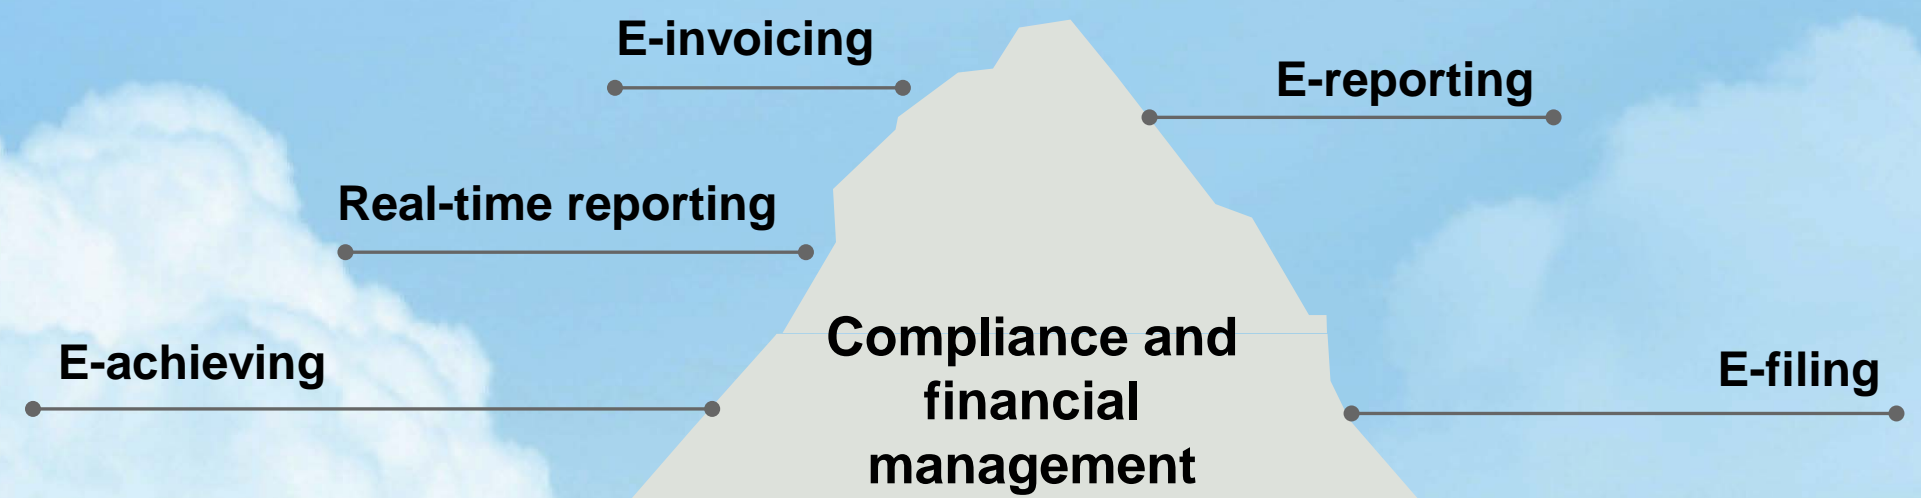 E-invoicing
E-reporting
Real-time reporting
Compliance and
financial
management
E-achieving
E-filing